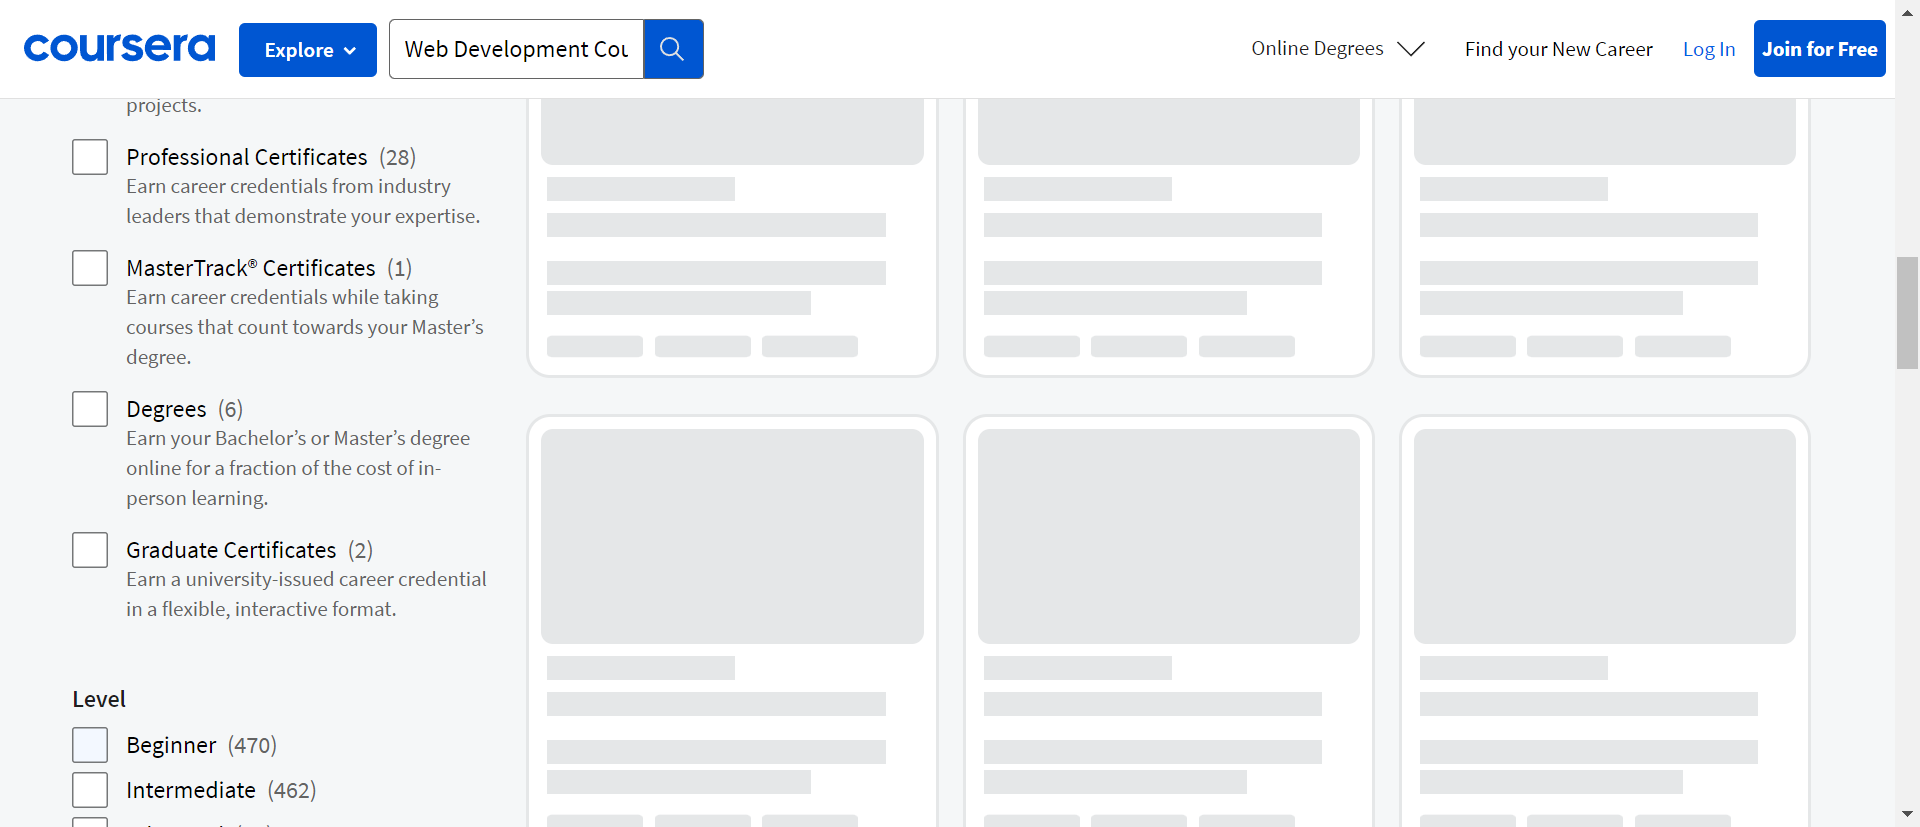 coursera
Explore
Web Development Cou
Online Degrees
Find your New Career
Log In
Join for Free
projects.
Professional Certificates (28)
Earn career credentials from industry
leaders that demonstrate your expertise.
MasterTrack® Certificates (1)
Earn career credentials while taking
courses that count towards your Master’s
degree.
Degrees (6)
Earn your Bachelor’s or Master’s degree
online for a fraction of the cost of in-
person learning.
Graduate Certificates (2)
Earn a university-issued career credential
in a flexible, interactive format.
Level
Beginner (470)
Intermediate (462)